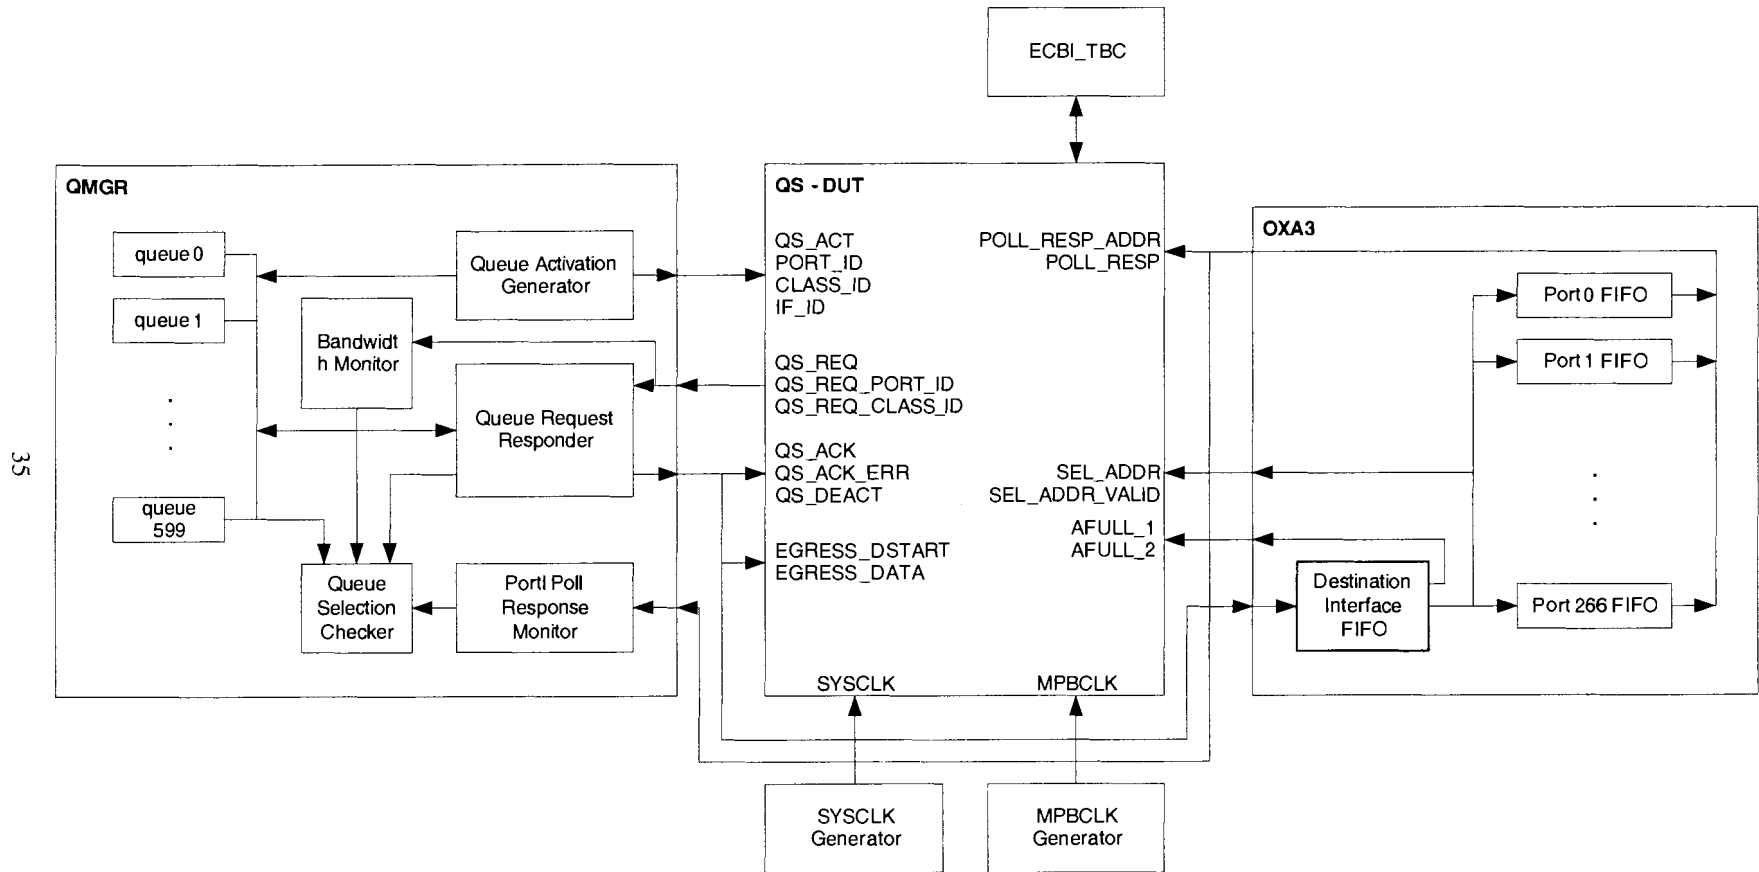 ECBI_TBC
QMGR
queue 0
queue 1
queue
599
Queue Activation
Generator
Bandwidt
h Monitor
Queue Request
Responder
Queue
Selection
Checker
Portl Poll
Response
Monitor
QS - DUT
QS_ACT
PORT_ID
CLASS_ID
IF_ID
QS_REQ
QS_REQ_PORT_ID
QS_REQ_CLASS_ID
QS_ACK
QS_ACK_ERR
QS_DEACT
EGRESS_DSTART
EGRESS_DATA
POLL_RESP_ADDR
POLL_RESP
SEL_ADDR
SEL_ADDR_VALID
AFULL_1
AFULL_2
SYSCLK
MPBCLK
OXA3
Port 0 FIFO
Port 1 FIFO
Port 266 FIFO
Destination
Interface
FIFO
SYSCLK
Generator
MPBCLK
Generator
35